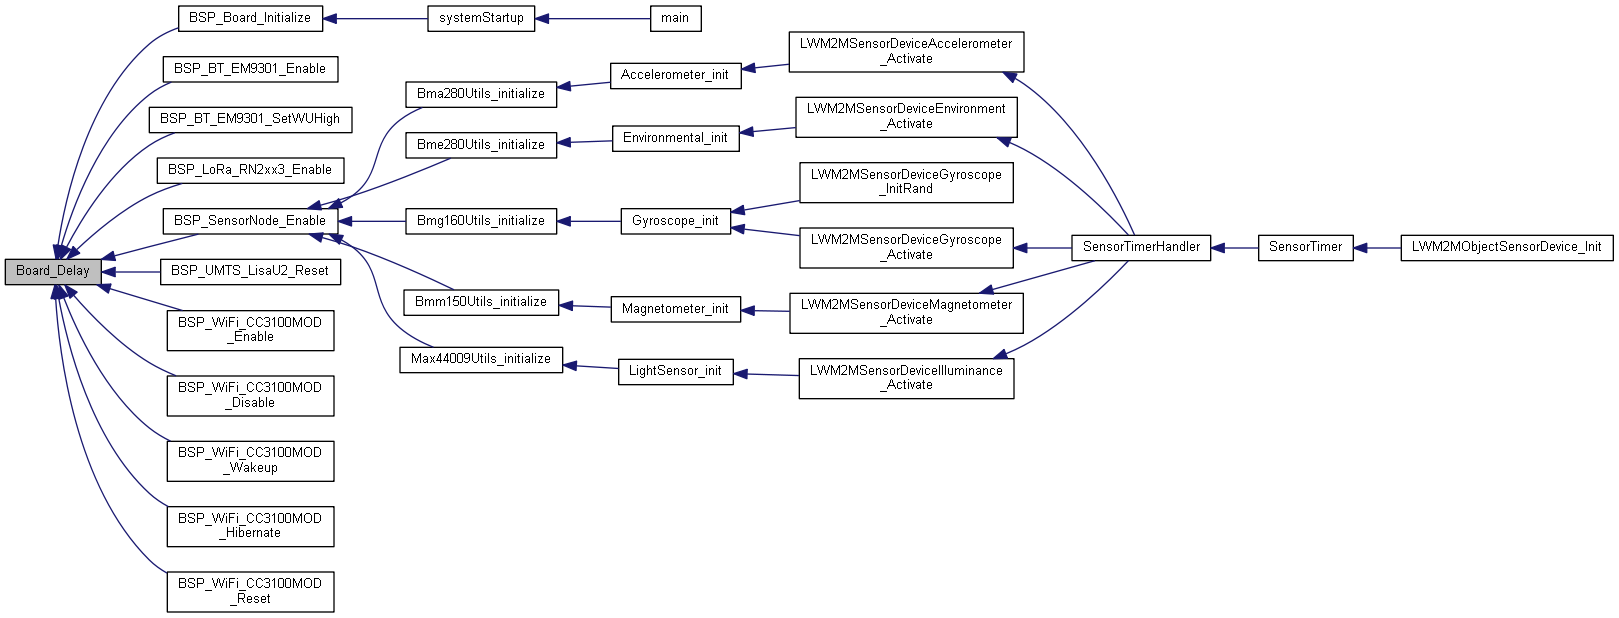 BSP_Board_Initialize
systemStartup
main
BSP_BT_EM9301_Enable
BSP_BT_EM9301_SetWUHigh
BSP_LoRa_RN2xx3_Enable
BSP_SensorNode_Enable
Board_Delay
BSP_UMTS_LisaU2_Reset
BSP_WiFi_CC3100MOD
_Enable
BSP_WiFi_CC3100MOD
_Disable
BSP_WiFi_CC3100MOD
_Wakeup
BSP_WiFi_CC3100MOD
_Hibernate
BSP_WiFi_CC3100MOD
_Reset
Bma280Utils_initialize
Accelerometer_init
LWM2MSensorDeviceAccelerometer
_Activate
Bme280Utils_initialize
Environmental_init
LWM2MSensorDeviceEnvironment
_Activate
Bmg160Utils_initialize
Gyroscope_init
LWM2MSensorDeviceGyroscope
_InitRand
LWM2MSensorDeviceGyroscope
_Activate
Bmm150Utils_initialize
Magnetometer_init
LWM2MSensorDeviceMagnetometer
_Activate
Max44009Utils_initialize
LightSensor_init
LWM2MSensorDeviceIlluminance
_Activate
SensorTimerHandler
SensorTimer
LWM2MObjectSensorDevice_Init